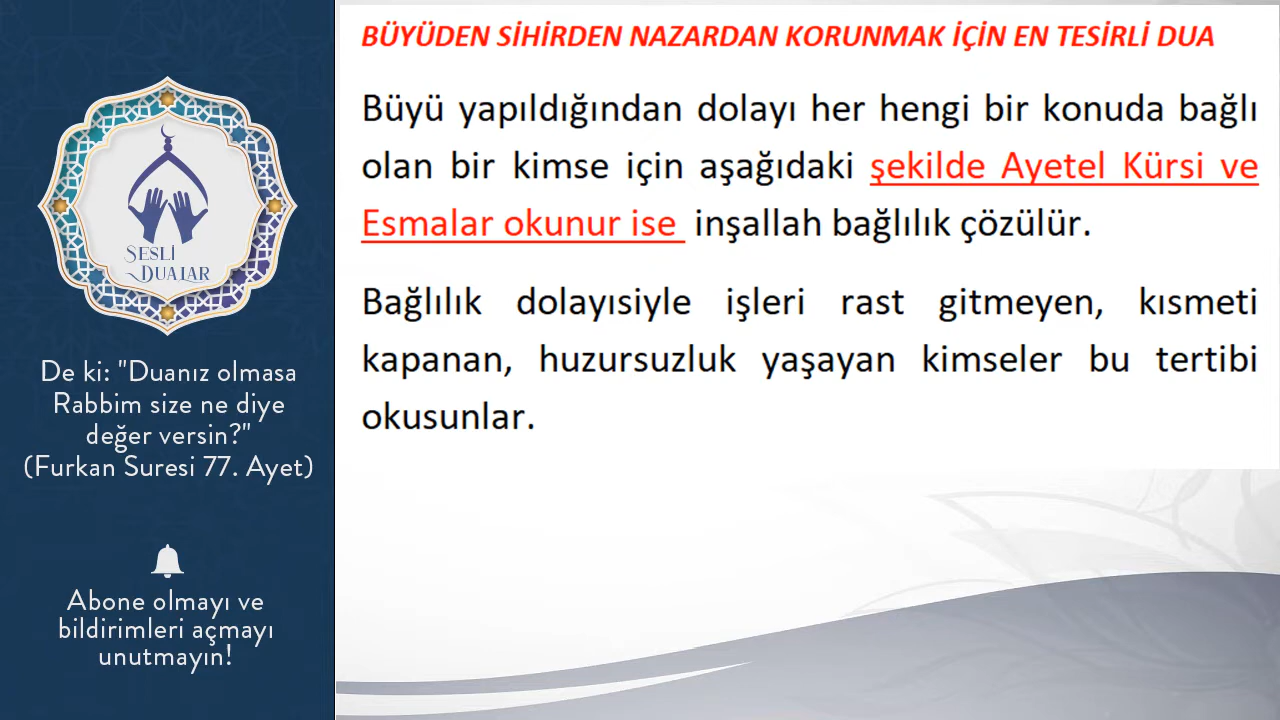 SESLİ
DUALAR
De ki: "Duanız olmasa
Rabbim size ne diye
değer versin?"
(Furkan Suresi 77. Ayet)
Abone olmayı ve
bildirimleri açmayı
unutmayın!
BÜYÜDEN SİHİRDEN NAZARDAN KORUNMAK İÇİN EN TESİRLİ DUA
Büyü yapıldığından dolayı her hengi bir konuda bağlı
olan bir kimse için aşağıdaki şekilde Ayetel Kürsi ve
Esmalar okunur ise inşallah bağlılık çözülür.
Bağlılık dolayısiyle işleri rast gitmeyen, kısmeti
kapanan, huzursuzluk yaşayan kimseler bu tertibi
okusunlar.